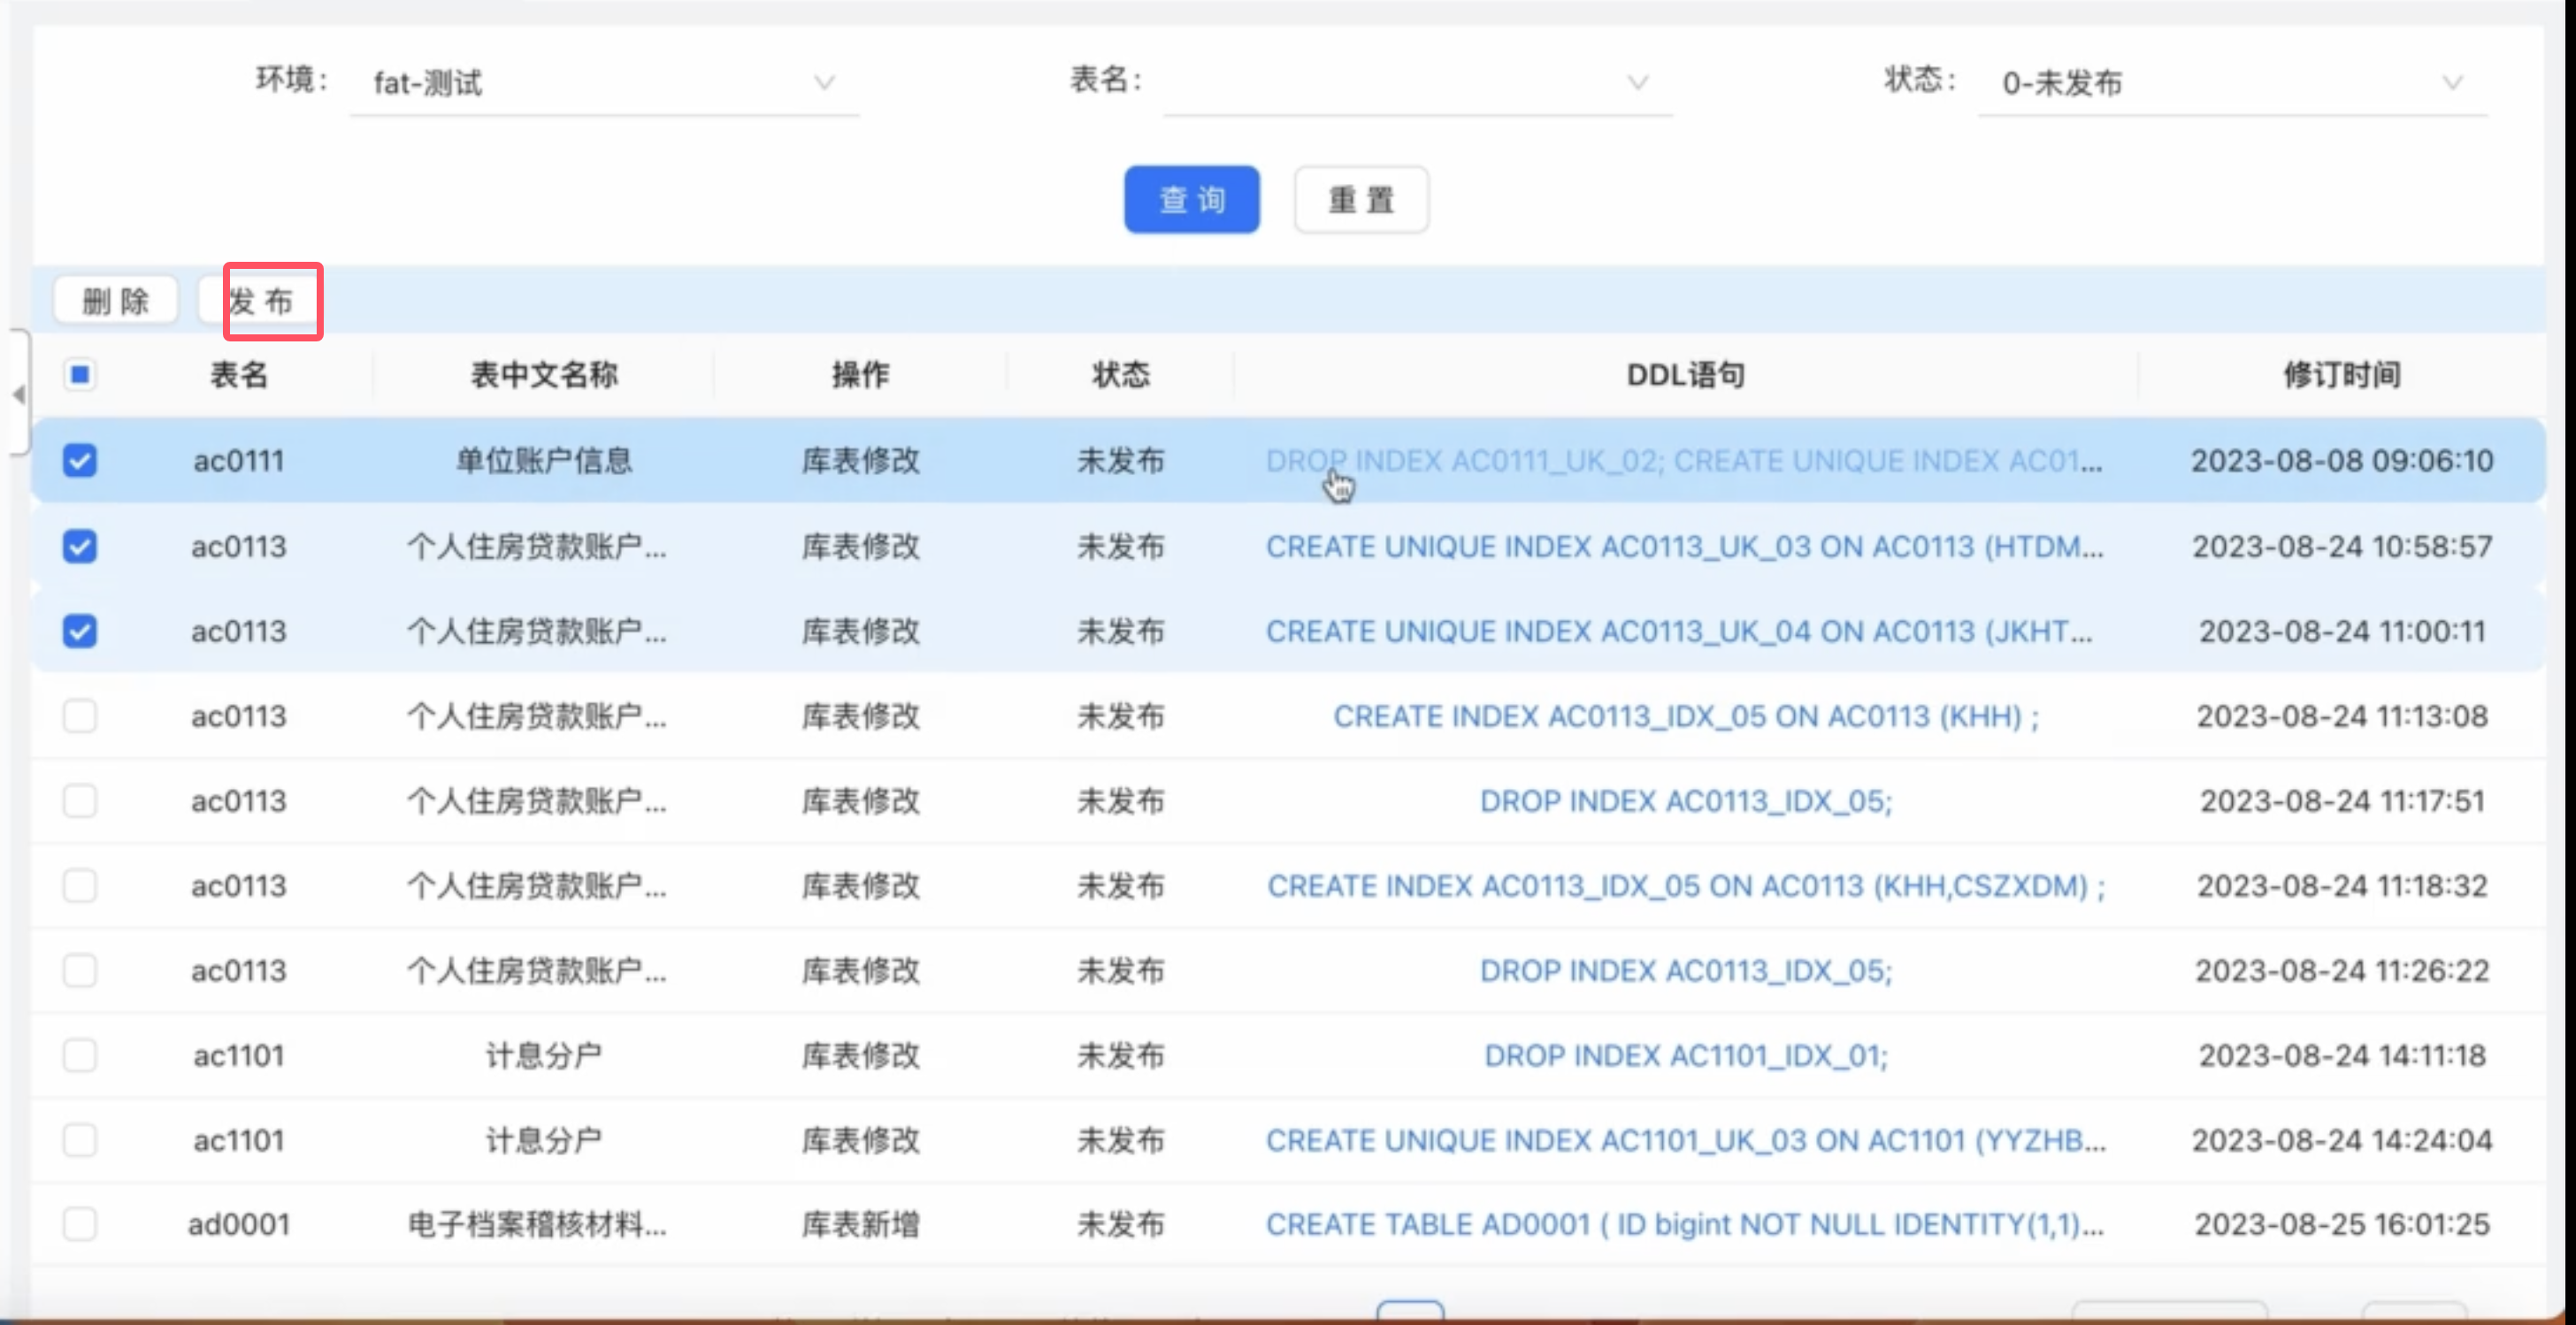 环境： fat-测试 表名： 状态： 0-未发布
查 询 重 置
删 除 发 布
表名 表中文名称 操作 状态 DDL语句 修订时间
ac0111 单位账户信息 库表修改 未发布 DROP INDEX AC0111_UK_02; CREATE UNIQUE INDEX AC01... 2023-08-08 09:06:10
ac0113 个人住房贷款账户... 库表修改 未发布 CREATE UNIQUE INDEX AC0113_UK_03 ON AC0113 (HTDM... 2023-08-24 10:58:57
ac0113 个人住房贷款账户... 库表修改 未发布 CREATE UNIQUE INDEX AC0113_UK_04 ON AC0113 (JKHT... 2023-08-24 11:00:11
ac0113 个人住房贷款账户... 库表修改 未发布 CREATE INDEX AC0113_IDX_05 ON AC0113 (KHH) ; 2023-08-24 11:13:08
ac0113 个人住房贷款账户... 库表修改 未发布 DROP INDEX AC0113_IDX_05; 2023-08-24 11:17:51
ac0113 个人住房贷款账户... 库表修改 未发布 CREATE INDEX AC0113_IDX_05 ON AC0113 (KHH,CSZXDM) ; 2023-08-24 11:18:32
ac0113 个人住房贷款账户... 库表修改 未发布 DROP INDEX AC0113_IDX_05; 2023-08-24 11:26:22
ac1101 计息分户 库表修改 未发布 DROP INDEX AC1101_IDX_01; 2023-08-24 14:11:18
ac1101 计息分户 库表修改 未发布 CREATE UNIQUE INDEX AC1101_UK_03 ON AC1101 (YYZHB... 2023-08-24 14:24:04
ad0001 电子档案稽核材料... 库表新增 未发布 CREATE TABLE AD0001 ( ID bigint NOT NULL IDENTITY(1,1)... 2023-08-25 16:01:25